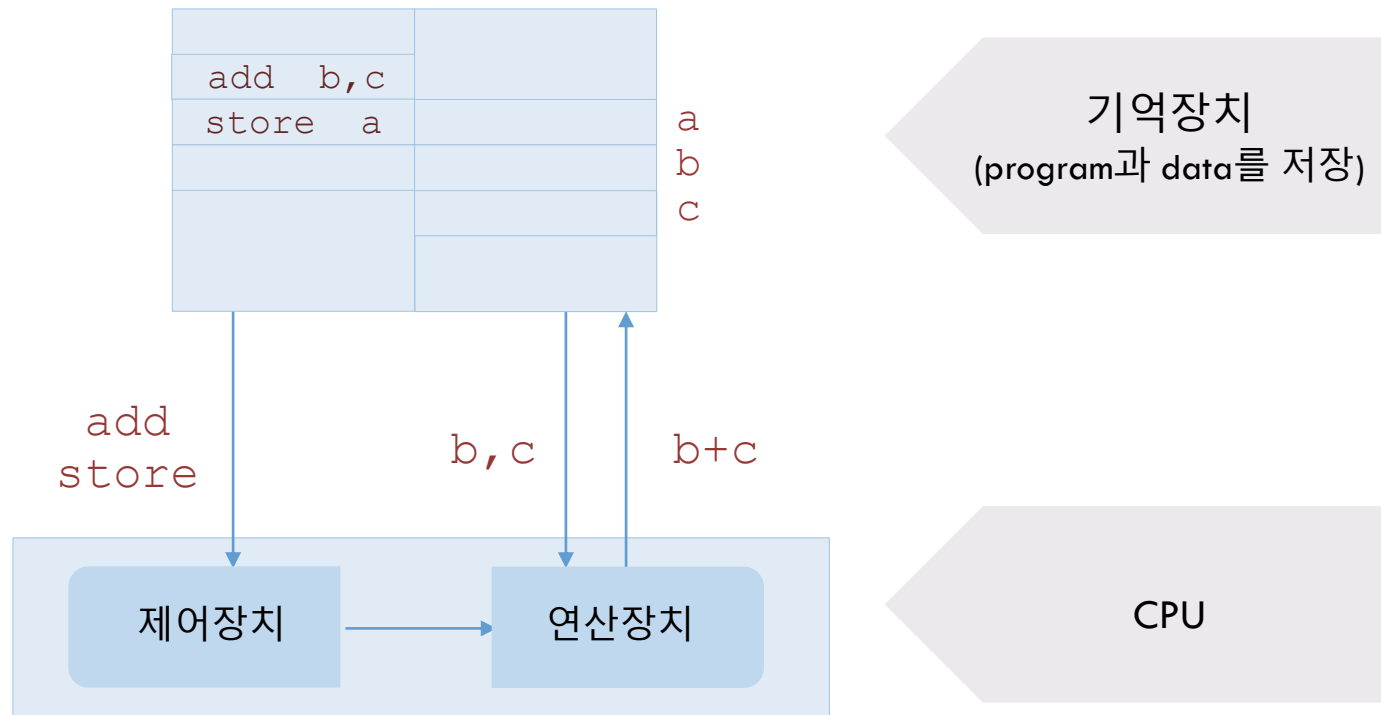 add b,c
store a
a
b
c
기억장치
(program과 data를 저장)
add
store
b,c
b+c
제어장치
연산장치
CPU